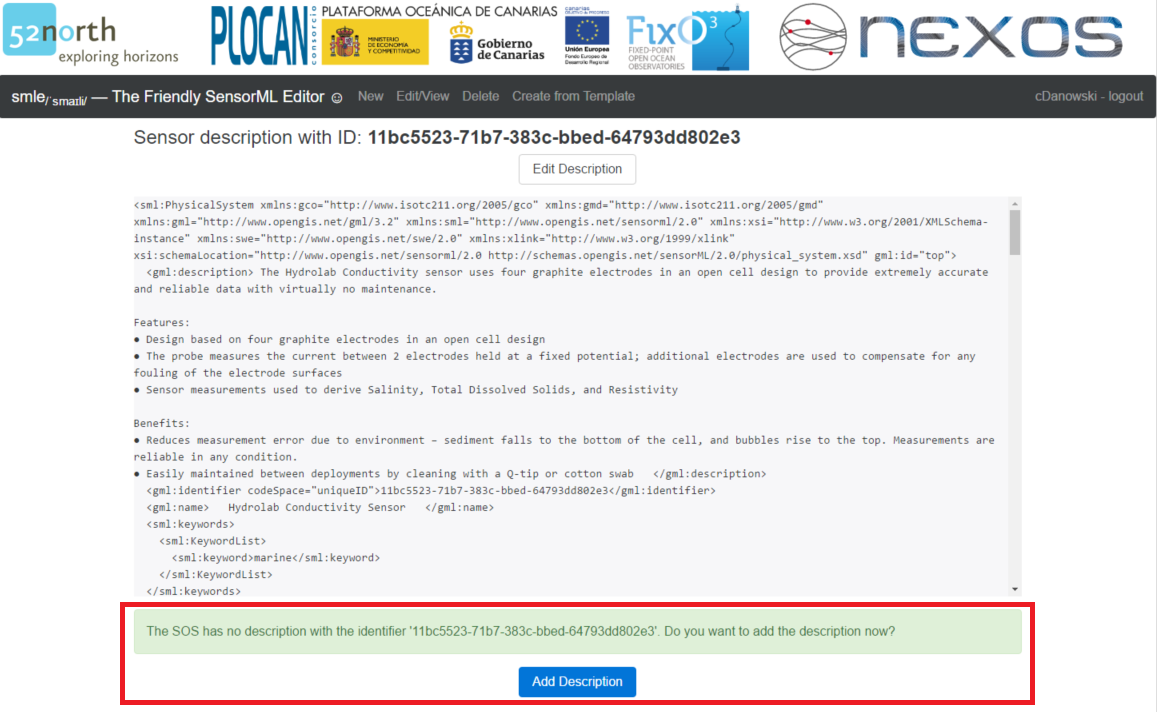 52north
exploring horizons
PLOCAN
consorcio
PLATAFORMA OCEÁNICA DE CANARIAS
MINISTERIO
DE ECONOMIA
Y COMPETITIVIDAD
Gobierno
de Canarias
Unión Europea
Fondo Europeo de
Desarrollo Regional
FixO3
FIXED-POINT
OPEN OCEAN
OBSERVATORIES
NEXOS
smle/ˈsmaıli/ — The Friendly SensorML Editor ☺ New Edit/View Delete Create from Template cDanowski - logout
Sensor description with ID: 11bc5523-71b7-383c-bbed-64793dd802e3
Edit Description
<sml:PhysicalSystem xmlns:gco="http://www.isotc211.org/2005/gco" xmlns:gmd="http://www.isotc211.org/2005/gmd"
xmlns:gml="http://www.opengis.net/gml/3.2" xmlns:sml="http://www.opengis.net/sensorml/2.0" xmlns:xsi="http://www.w3.org/2001/XMLSchema-
instance" xmlns:swe="http://www.opengis.net/swe/2.0" xmlns:xlink="http://www.w3.org/1999/xlink"
xsi:schemaLocation="http://www.opengis.net/sensorml/2.0 http://schemas.opengis.net/sensorML/2.0/physical_system.xsd" gml:id="top">
<gml:description> The Hydrolab Conductivity sensor uses four graphite electrodes in an open cell design to provide extremely accurate
and reliable data with virtually no maintenance.
Features:
● Design based on four graphite electrodes in an open cell design
● The probe measures the current between 2 electrodes held at a fixed potential; additional electrodes are used to compensate for any
fouling of the electrode surfaces
● Sensor measurements used to derive Salinity, Total Dissolved Solids, and Resistivity
Benefits:
● Reduces measurement error due to environment – sediment falls to the bottom of the cell, and bubbles rise to the top. Measurements are
reliable in any condition.
● Easily maintained between deployments by cleaning with a Q-tip or cotton swab </gml:description>
<gml:identifier codeSpace="uniqueID">11bc5523-71b7-383c-bbed-64793dd802e3</gml:identifier>
<gml:name> Hydrolab Conductivity Sensor </gml:name>
<sml:keywords>
<sml:KeywordList>
<sml:keyword>marine</sml:keyword>
</sml:KeywordList>
</sml:keywords>
The SOS has no description with the identifier '11bc5523-71b7-383c-bbed-64793dd802e3'. Do you want to add the description now?
Add Description